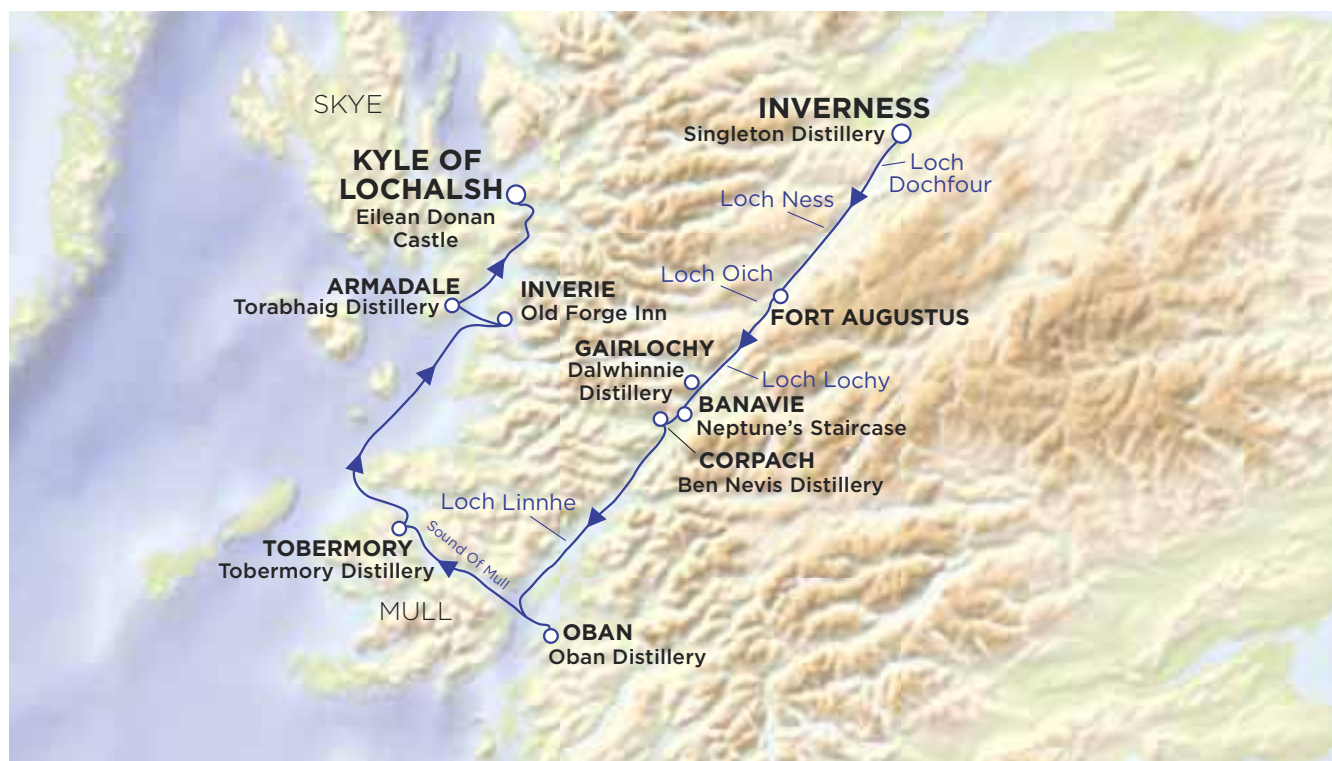 SKYE
INVERNESS
Singleton Distillery
Loch
Dochfour
KYLE OF
LOCHALSH
Eilean Donan
Castle
Loch Ness
Loch Oich
ARMADALE
Torabhaig Distillery
INVERIE
Old Forge Inn
FORT AUGUSTUS
GAIRLOCHY
Dalwhinnie
Distillery
Loch Lochy
BANAVIE
Neptune’s Staircase
CORPACH
Ben Nevis Distillery
Loch Linnhe
Sound Of Mull
TOBERMORY
Tobermory Distillery
MULL
OBAN
Oban Distillery